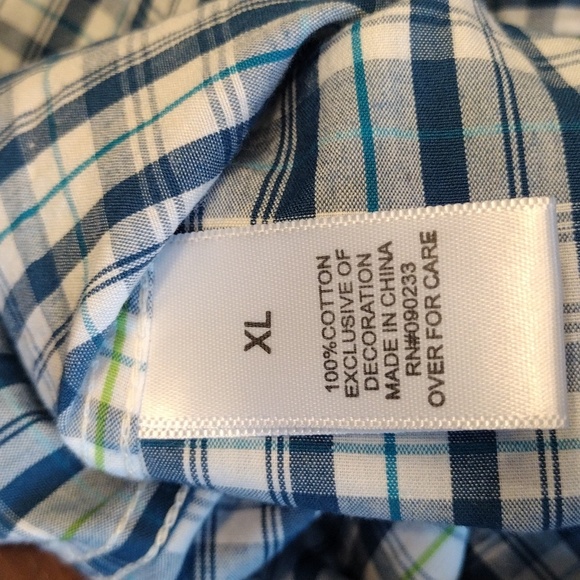 XL
100%COTTON
EXCLUSIVE OF
DECORATION
MADE IN CHINA
RN#090233
OVER FOR CARE